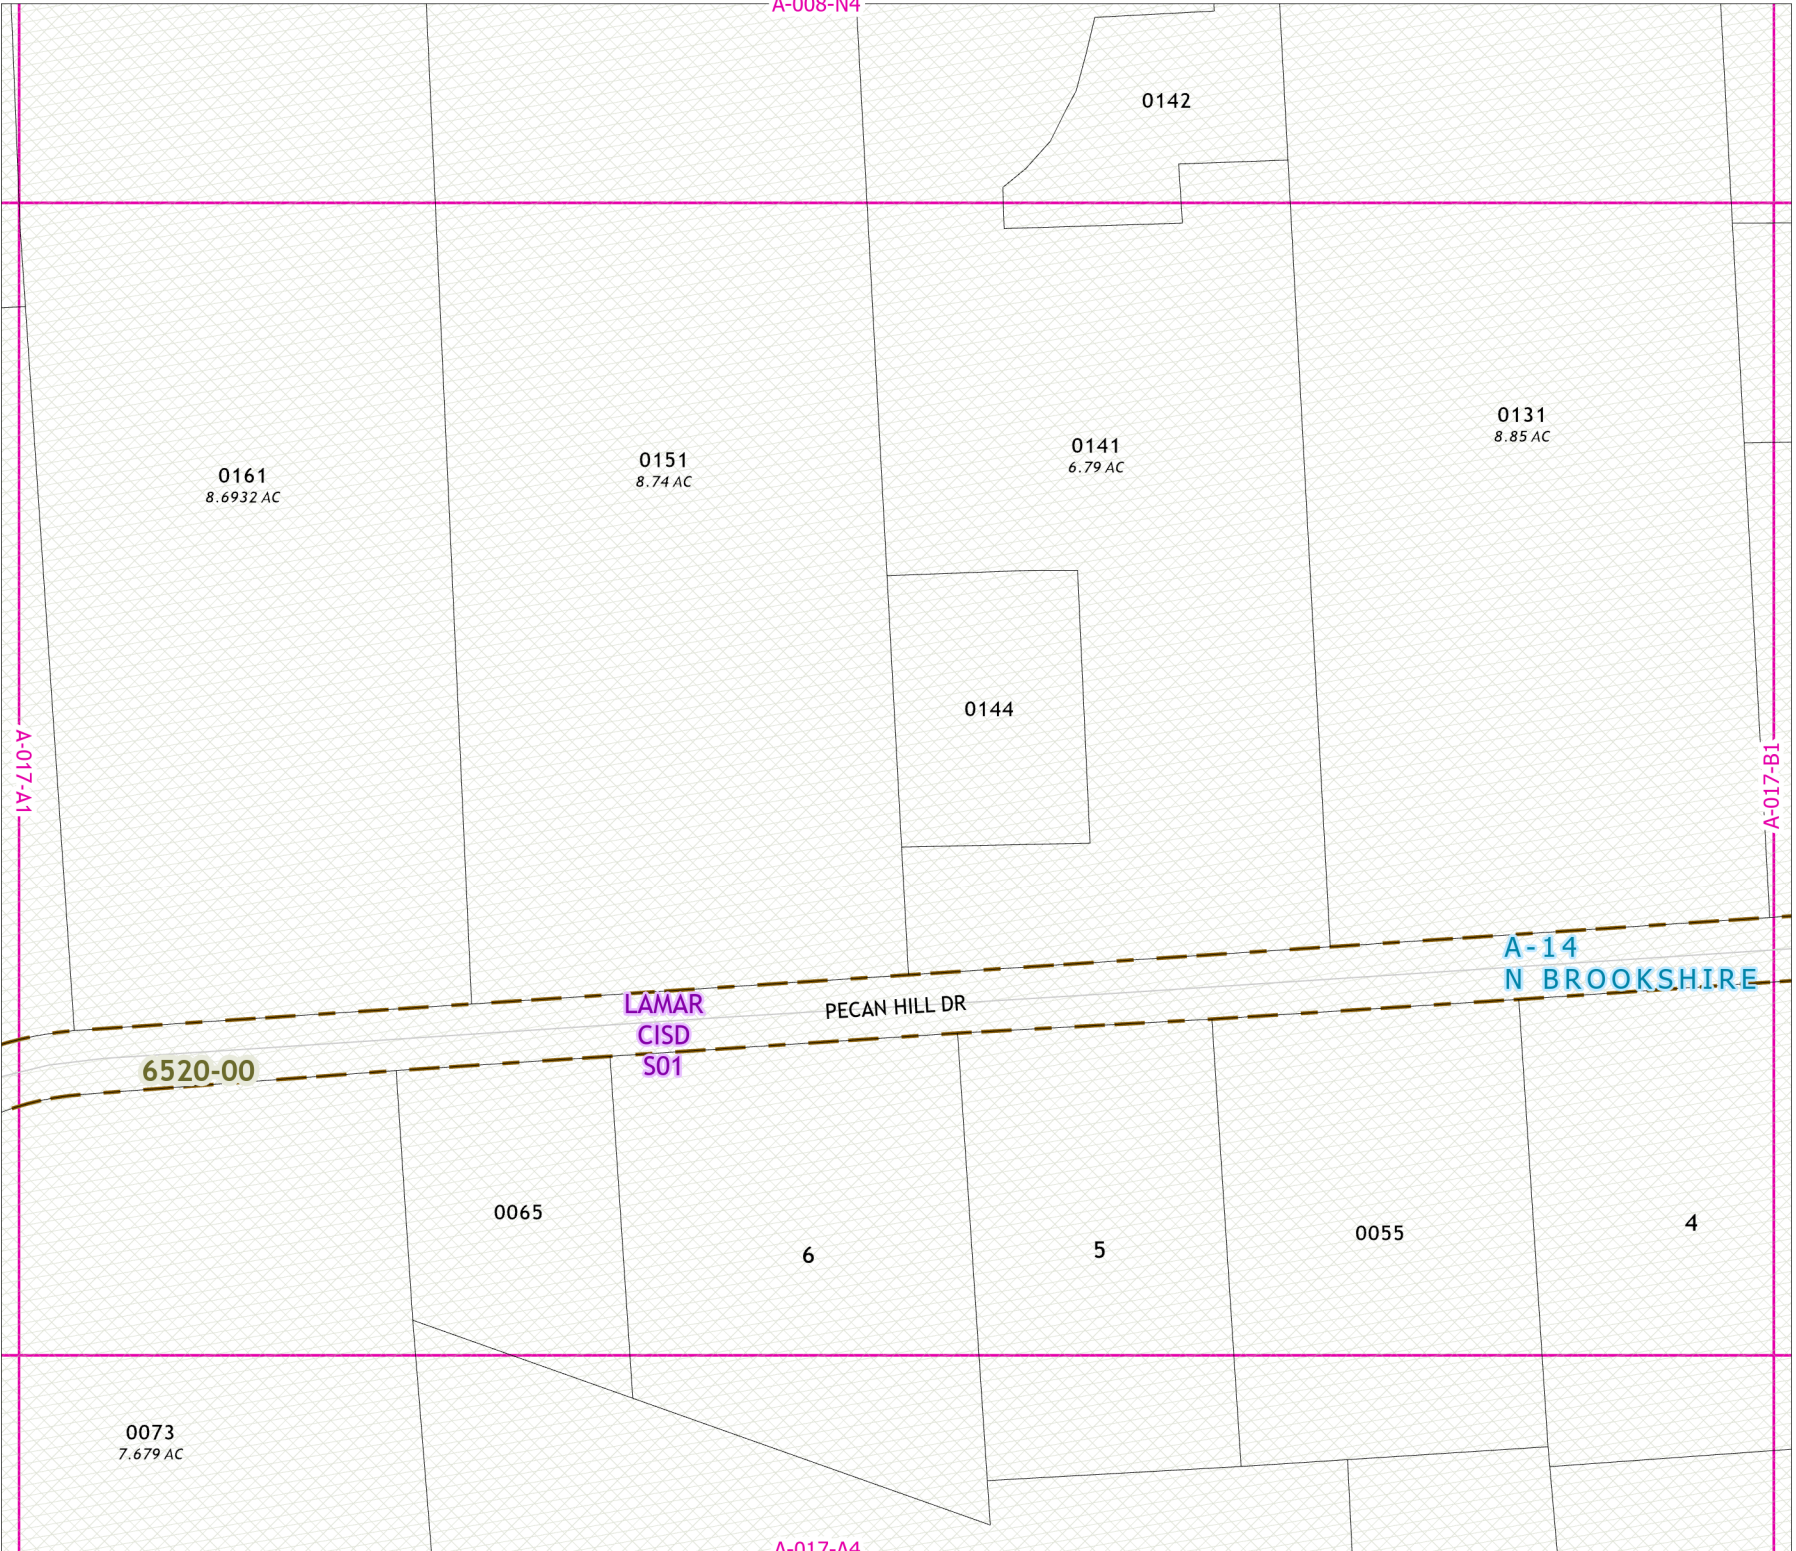 A-008-N4
0142
0131
8.85 AC
0141
6.79 AC
0151
8.74 AC
0161
8.6932 AC
0144
A-017-A1
A-017-B1
A-14
N BROOKSHIRE
LAMAR
CISD
S01
PECAN HILL DR
6520-00
0065
6
5
0055
4
0073
7.679 AC
A-017-A4